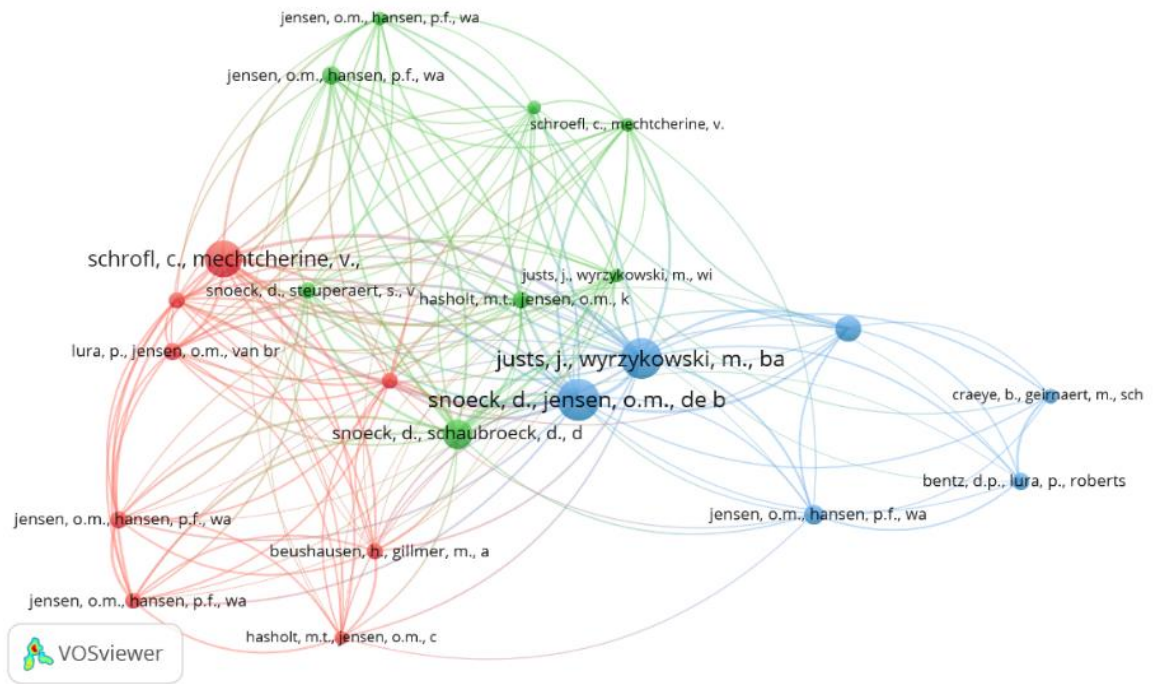 jensen, o.m., hansen, p.f., wa
jensen, o.m., hansen, p.f., wa
schroefl, c., mechtcherine, v.
schrofl, c., mechtcherine, v.,
justs, j., wyrzykowski, m., wi
snoeck, d., steuperaert, s., v
hasholt, m.t., jensen, o.m., k
lura, p., jensen, o.m., van br
justs, j., wyrzykowski, m., ba
craeye, b., geirnaert, m., sch
snoeck, d., jensen, o.m., de b
snoeck, d., schaubroeck, d., d
bentz, d.p., lura, p., roberts
jensen, o.m., hansen, p.f., wa
jensen, o.m., hansen, p.f., wa
beushausen, h., gillmer, m., a
jensen, o.m., hansen, p.f., wa
hasholt, m.t., jensen, o.m., c
VOSviewer